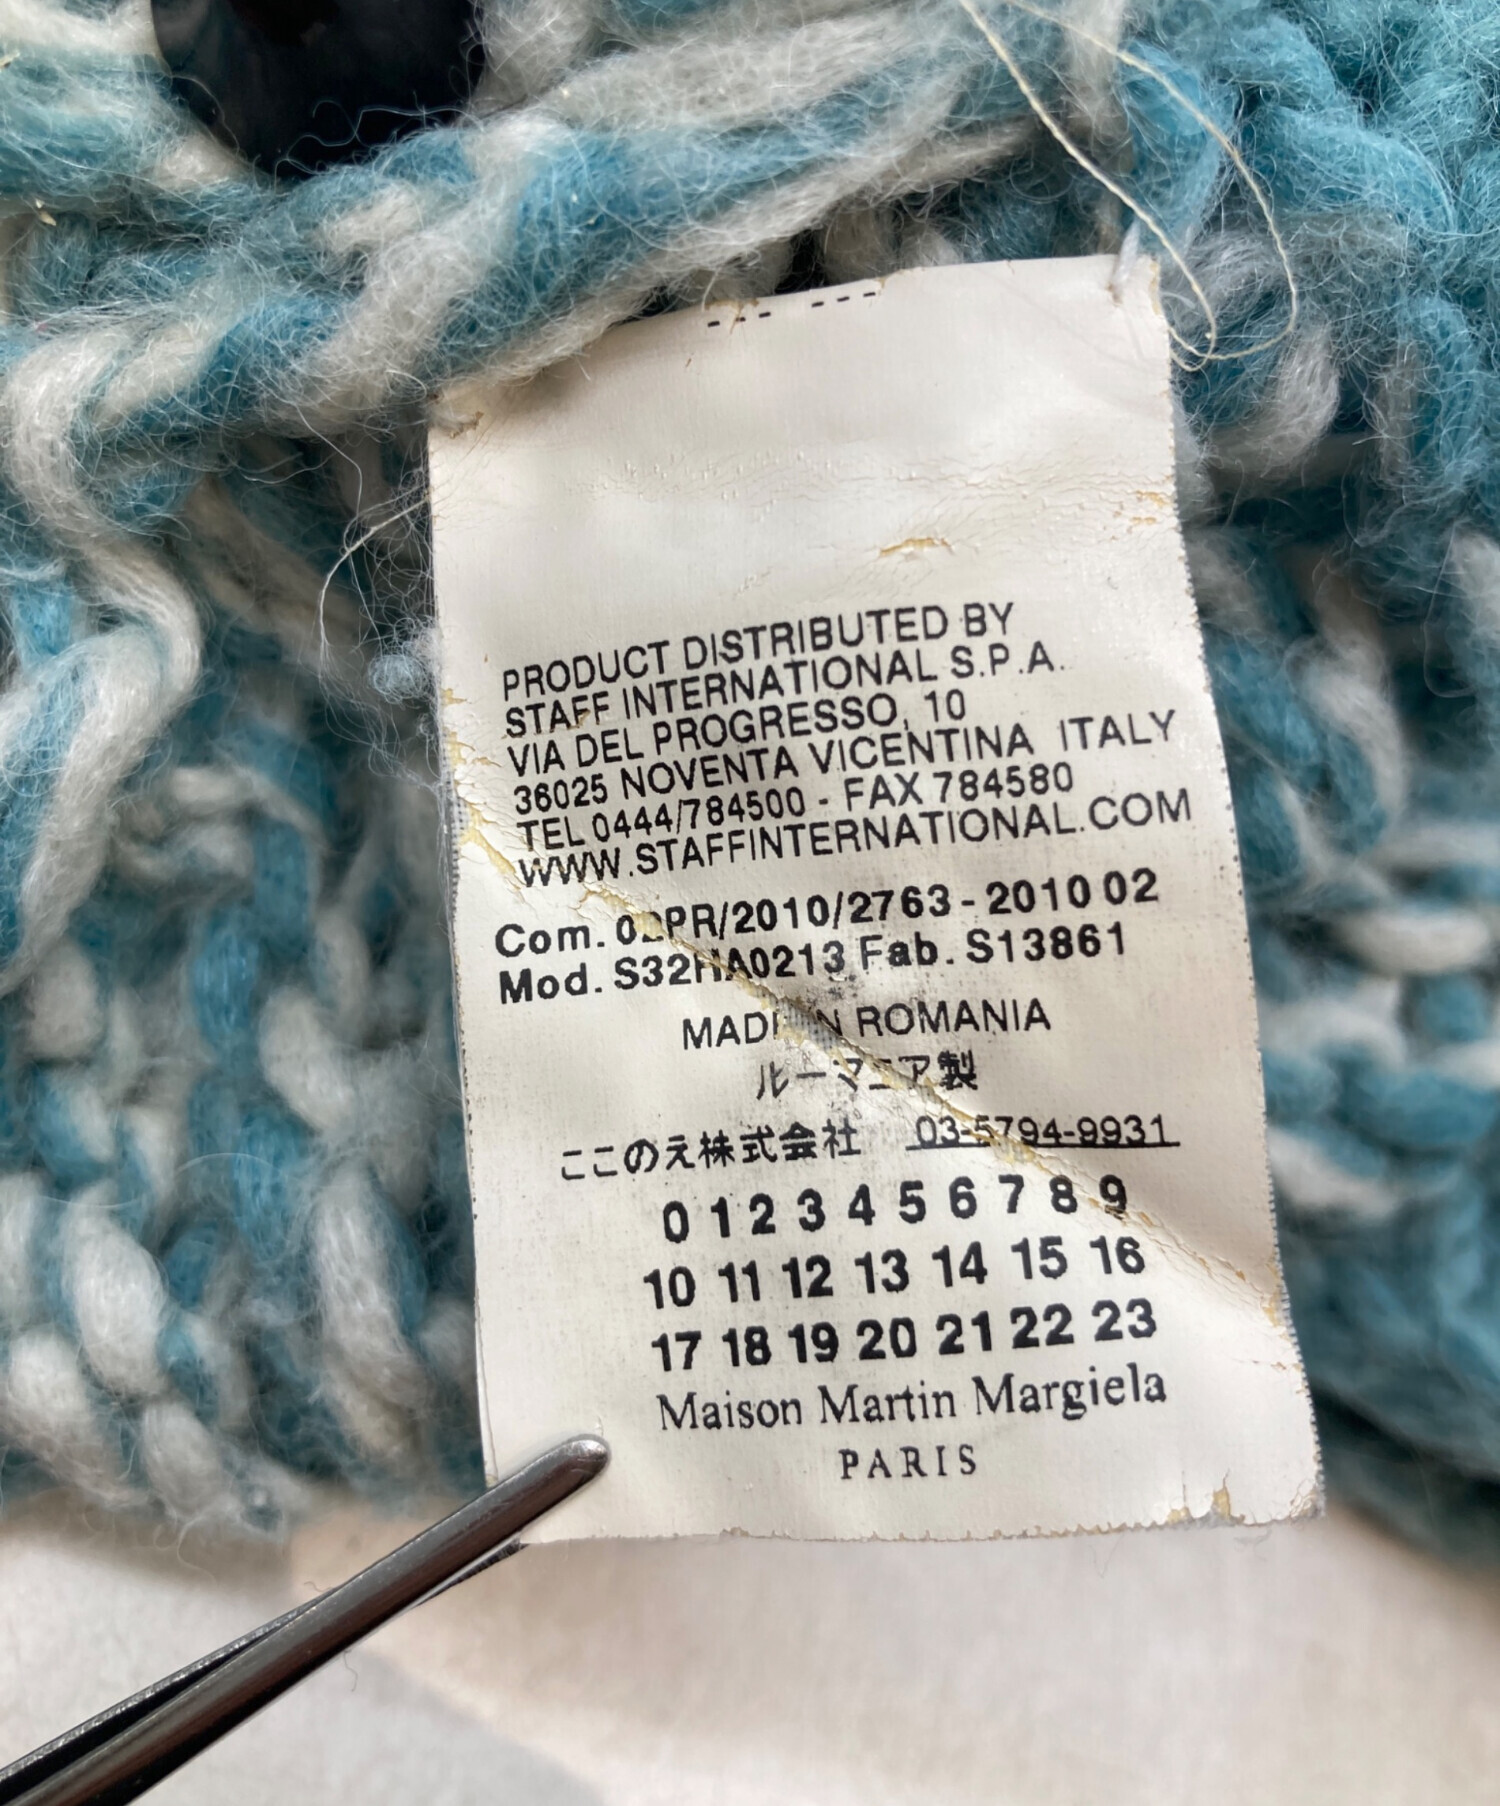 PRODUCT DISTRIBUTED BY
STAFF INTERNATIONAL S.P.A.
VIA DEL PROGRESSO, 10
36025 NOVENTA VICENTINA ITALY
TEL 0444/784500 - FAX 784580
WWW.STAFFINTERNATIONAL.COM
Com. 02PR/2010/2763 - 2010 02
Mod. S32HA0213 Fab. S13861
MADE IN ROMANIA
ルーマニア製
ここのえ株式会社 03-5794-9931
0 1 2 3 4 5 6 7 8 9
10 11 12 13 14 15 16
17 18 19 20 21 22 23
Maison Martin Margiela
PARIS